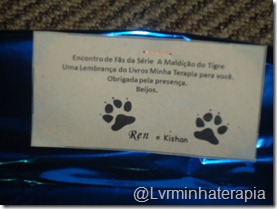 Encontro de Fãs da Série A Maldição do Tigre
Uma Lembrança do Livros Minha Terapia para você.
Obrigada pela presença.
Beijos.
Ren e Kishan
@Lvrminhaterapia